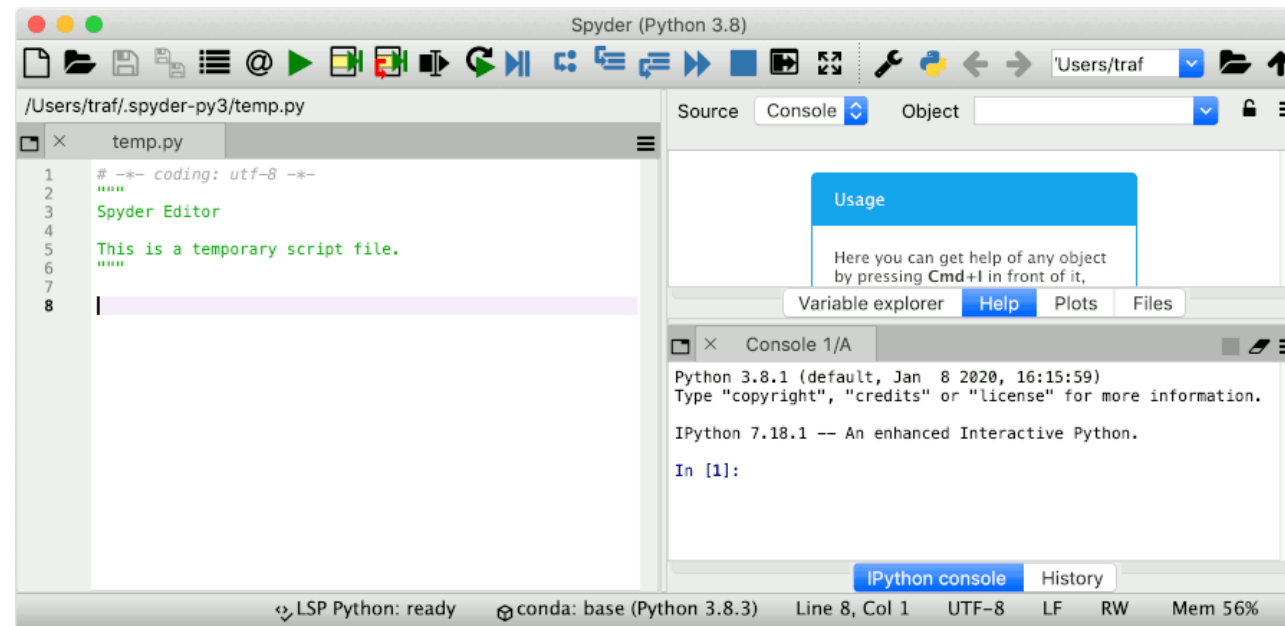 Spyder (Python 3.8)
'Users/traf
/Users/traf/.spyder-py3/temp.py
temp.py
1 # -*- coding: utf-8 -*-
2 """
3 Spyder Editor
4
5 This is a temporary script file.
6 """
7
8
Source Console Object
Usage
Here you can get help of any object
by pressing Cmd+I in front of it,
Variable explorer Help Plots Files
Console 1/A
Python 3.8.1 (default, Jan  8 2020, 16:15:59)
Type "copyright", "credits" or "license" for more information.
IPython 7.18.1 -- An enhanced Interactive Python.
In [1]:
IPython console History
LSP Python: ready conda: base (Python 3.8.3) Line 8, Col 1 UTF-8 LF RW Mem 56%